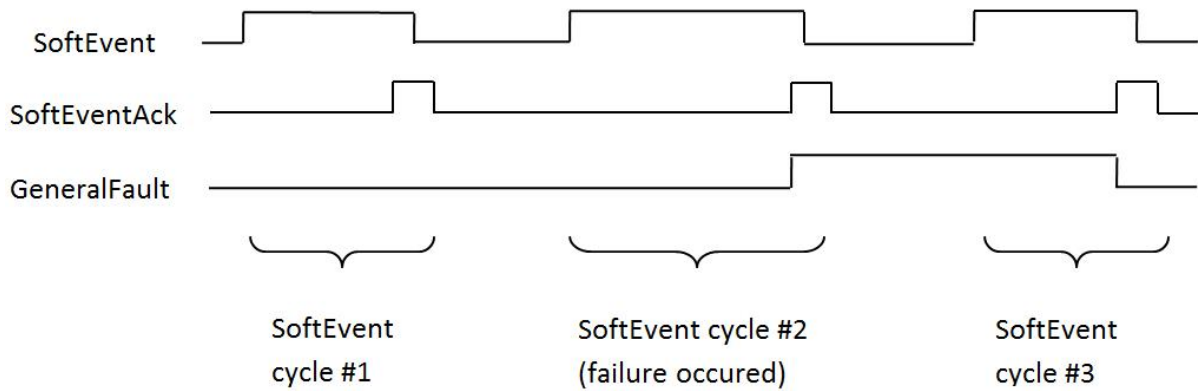 SoftEvent
SoftEventAck
GeneralFault
SoftEvent
cycle #1
SoftEvent cycle #2
(failure occured)
SoftEvent
cycle #3